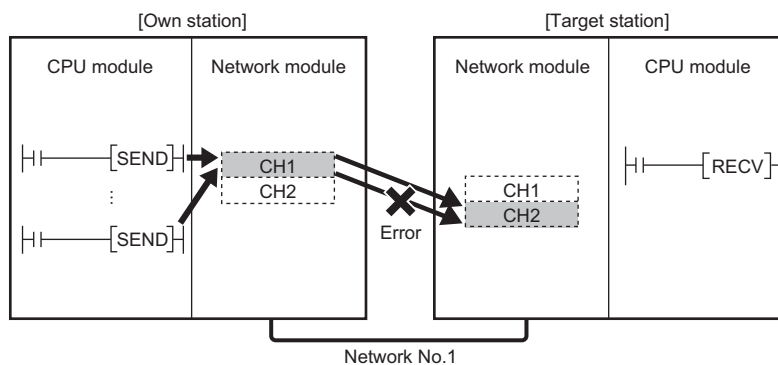 [Own station]
[Target station]
CPU module
Network module
Network module
CPU module
SEND
CH1
CH2
⋮
SEND
Error
CH1
CH2
RECV
Network No.1